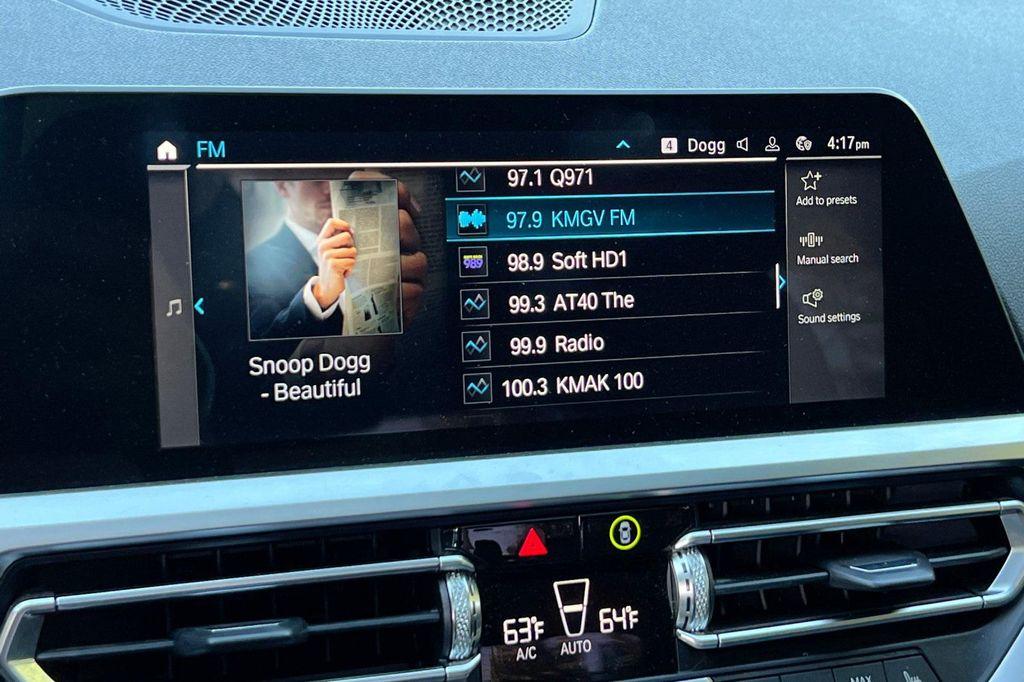 FM
4 Dogg 4:17pm
97.1 Q971
97.9 KMGV FM
989 98.9 Soft HD1
99.3 AT40 The
99.9 Radio
100.3 KMAK 100
Snoop Dogg
- Beautiful
Add to presets
Manual search
Sound settings
63°F
A/C
AUTO
64°F
MAX